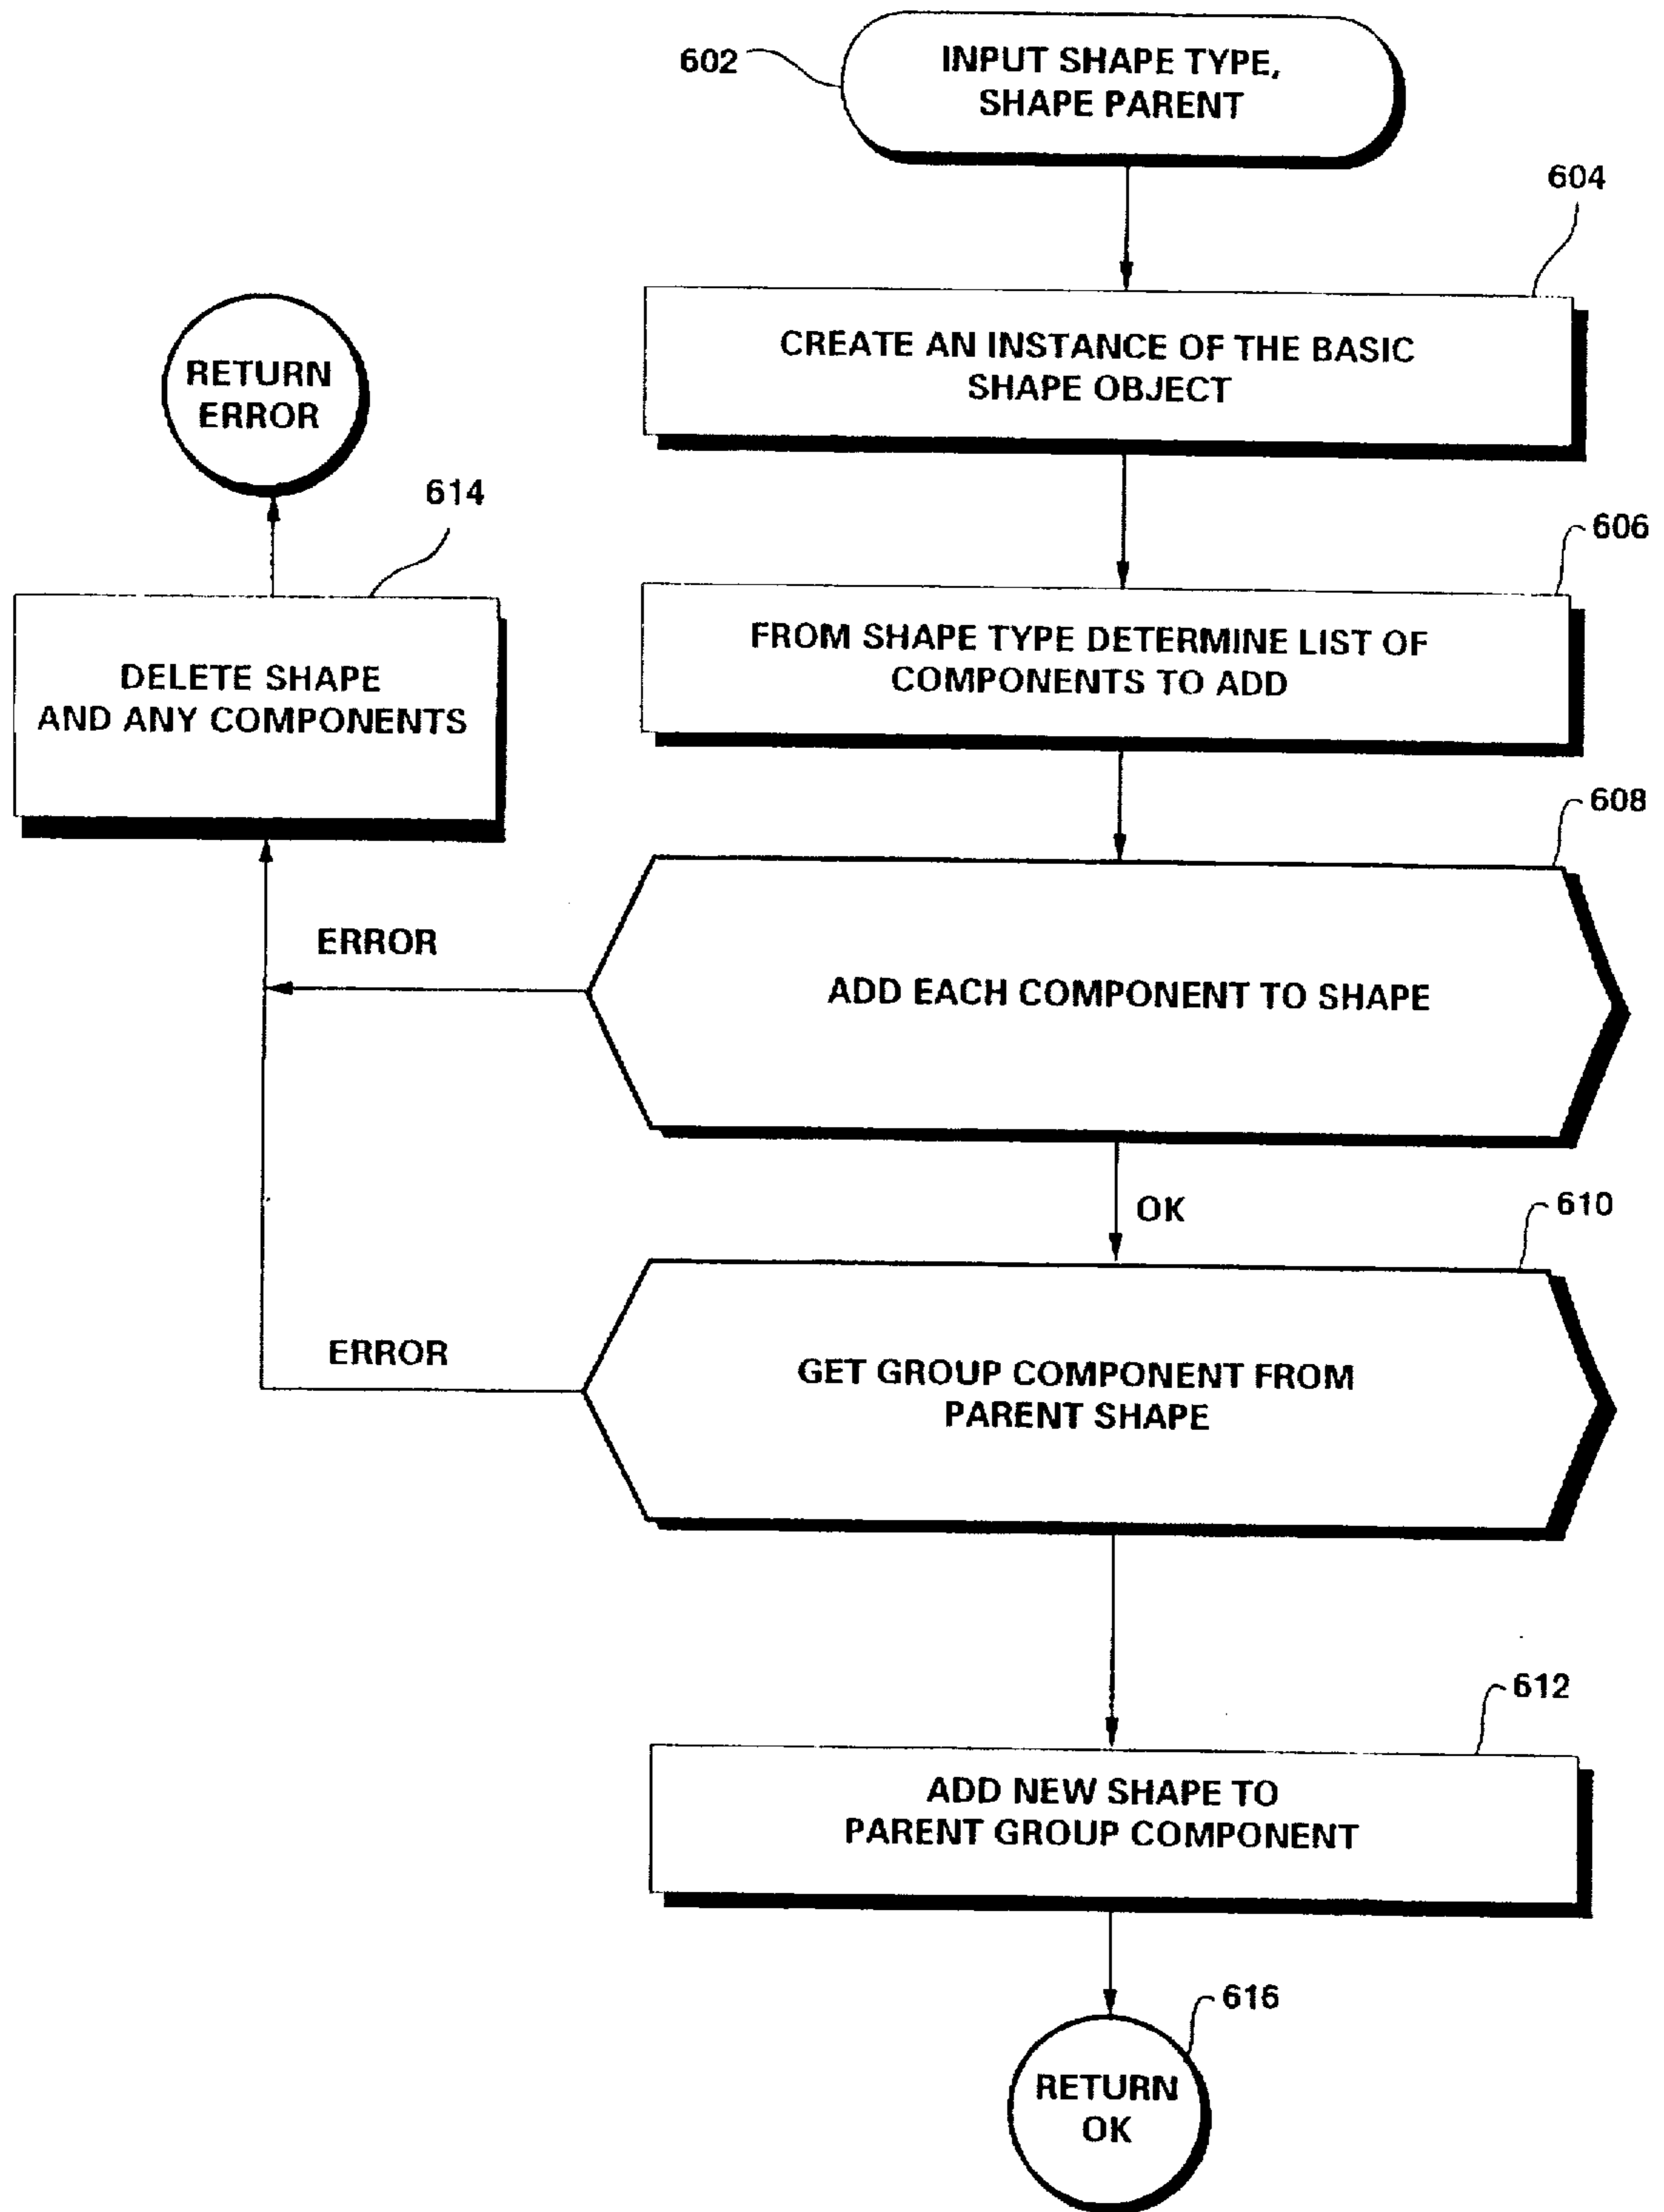 602
INPUT SHAPE TYPE,
SHAPE PARENT
604
CREATE AN INSTANCE OF THE BASIC
SHAPE OBJECT
RETURN
ERROR
614
606
FROM SHAPE TYPE DETERMINE LIST OF
COMPONENTS TO ADD
DELETE SHAPE
AND ANY COMPONENTS
608
ERROR
ADD EACH COMPONENT TO SHAPE
OK
610
ERROR
GET GROUP COMPONENT FROM
PARENT SHAPE
612
ADD NEW SHAPE TO
PARENT GROUP COMPONENT
616
RETURN
OK